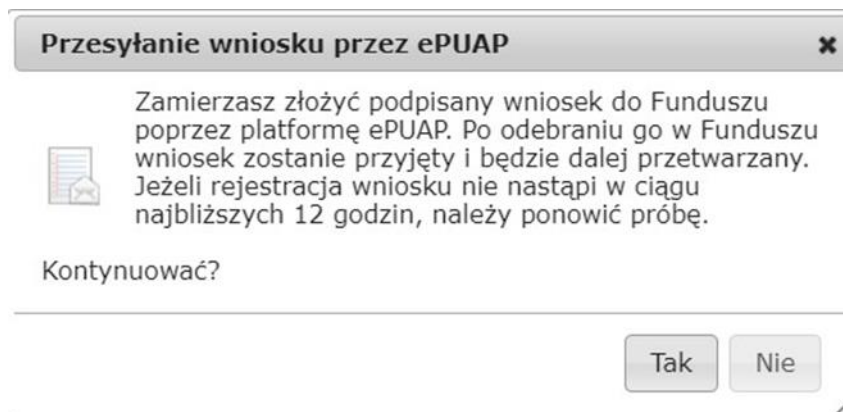 Przesyłanie wniosku przez ePUAP
Zamierzasz złożyć podpisany wniosek do Funduszu
poprzez platformę ePUAP. Po odebraniu go w Funduszu
wniosek zostanie przyjęty i będzie dalej przetwarzany.
Jeżeli rejestracja wniosku nie nastąpi w ciągu
najbliższych 12 godzin, należy ponowić próbę.
Kontynuować?
Tak Nie